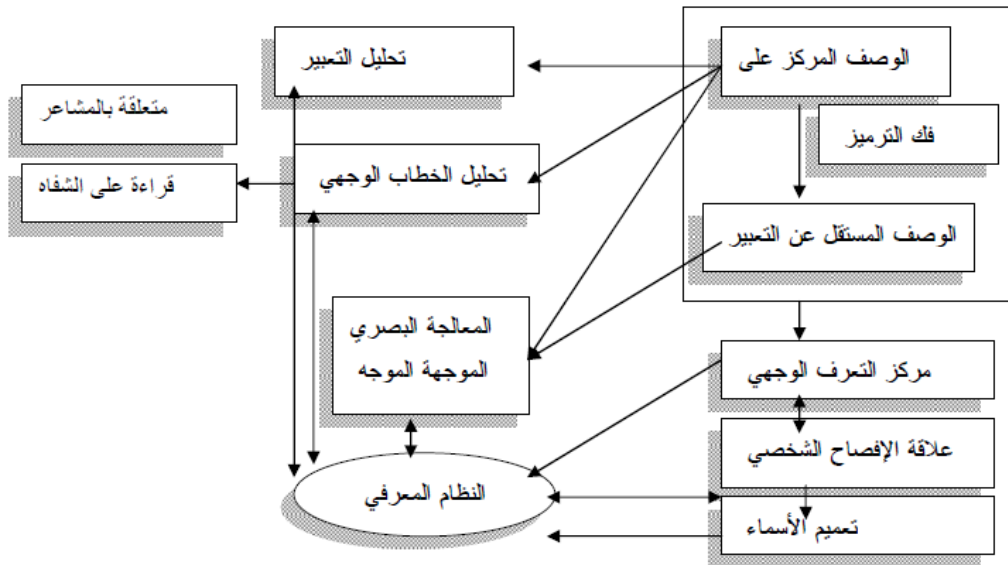 الوصف المركز على
تحليل التعبير
متعلقة بالمشاعر
فك الترميز
تحليل الخطاب الوجهي
قراءة على الشفاه
الوصف المستقل عن التعبير
المعالجة البصري
الموجهة الموجه
مركز التعرف الوجهي
علاقة الإفصاح الشخصي
النظام المعرفي
تعميم الأسماء